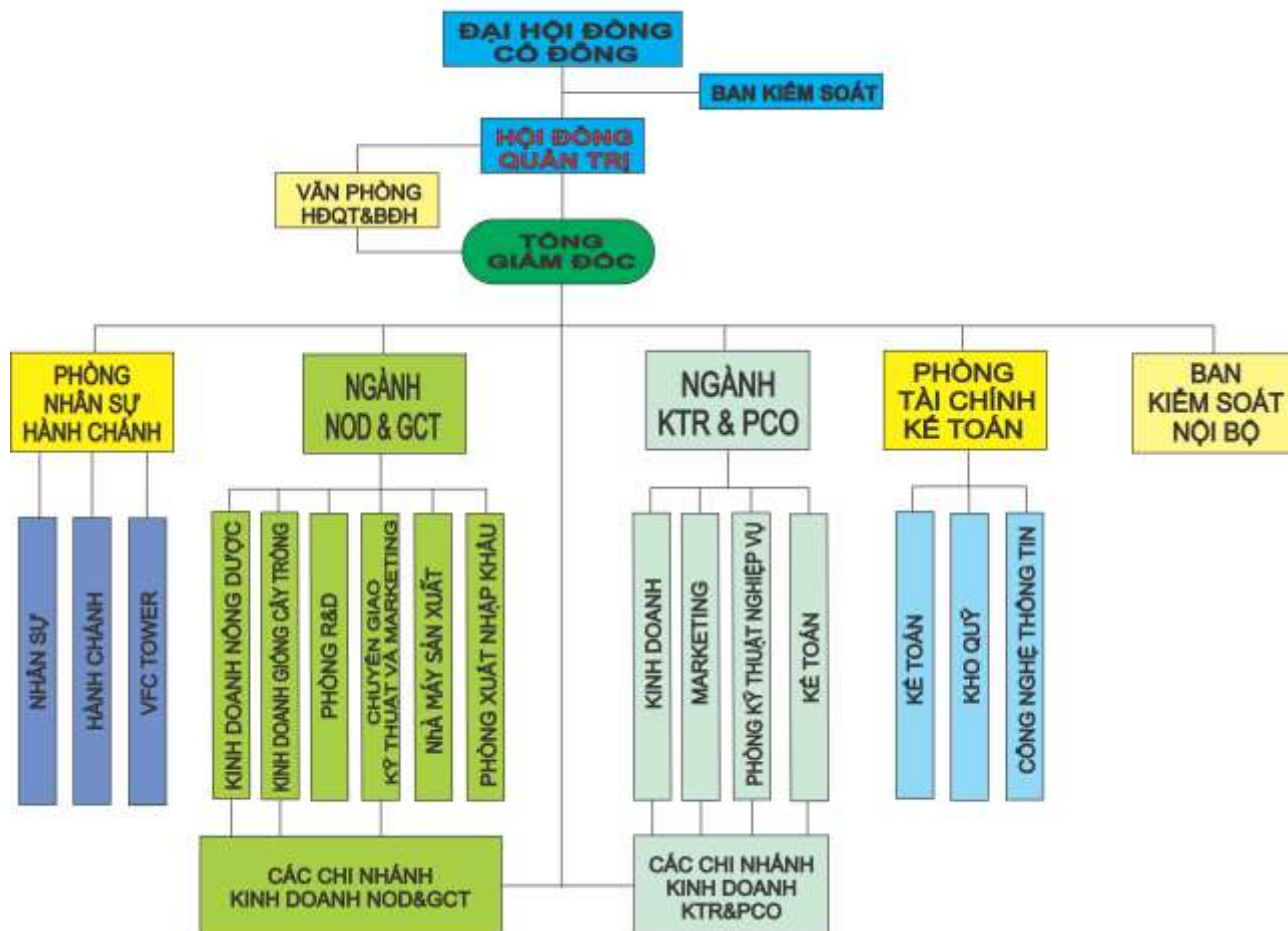 ĐẠI HỘI ĐỒNG
CỔ ĐÔNG
BAN KIỂM SOÁT
HỘI ĐỒNG
QUẢN TRỊ
VĂN PHÒNG
HĐQT&BĐH
TỔNG
GIÁM ĐỐC
PHÒNG
NHÂN SỰ
HÀNH CHÁNH
NGÀNH
NOD & GCT
NGÀNH
KTR & PCO
PHÒNG
TÀI CHÍNH
KẾ TOÁN
BAN
KIỂM SOÁT
NỘI BỘ
NHÂN SỰ
HÀNH CHÁNH
VFC TOWER
KINH DOANH NÔNG DƯỢC
KINH DOANH GIỐNG CÂY TRỒNG
PHÒNG R&D
CHUYỂN GIAO
KỸ THUẬT VÀ MARKETING
NhÀ MÁY SẢN XUẤT
PHÒNG XUẤT NHẬP KHẨU
KINH DOANH
MARKETING
PHÒNG KỸ THUẬT NGHIỆP VỤ
KẾ TOÁN
KẾ TOÁN
KHO QUỸ
CÔNG NGHỆ THÔNG TIN
CÁC CHI NHÁNH
KINH DOANH NOD&GCT
CÁC CHI NHÁNH
KINH DOANH
KTR&PCO